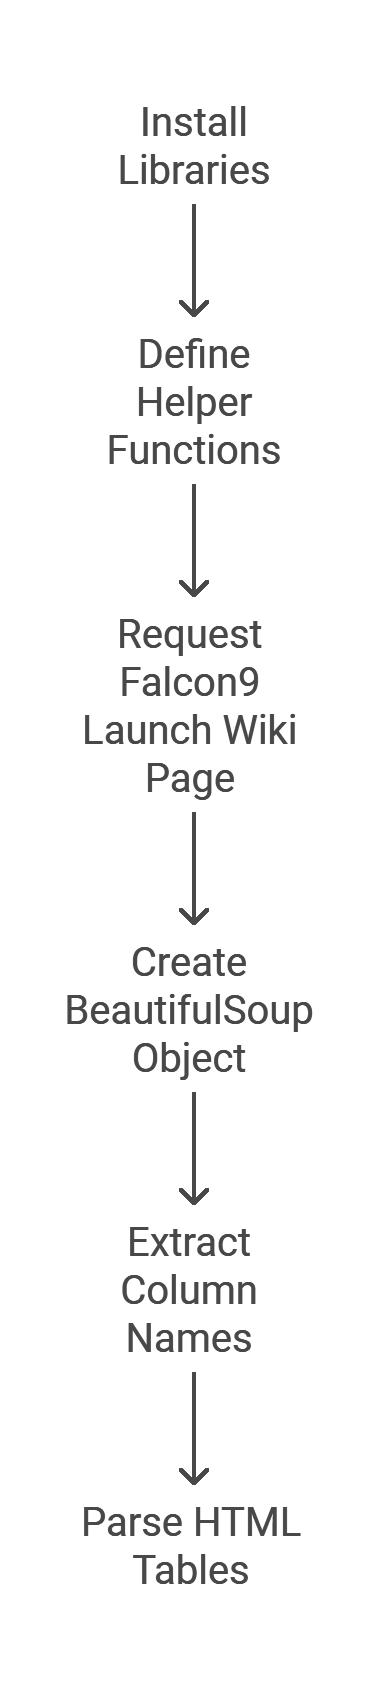 Install
Libraries
Define
Helper
Functions
Request
Falcon9
Launch Wiki
Page
Create
BeautifulSoup
Object
Extract
Column
Names
Parse HTML
Tables